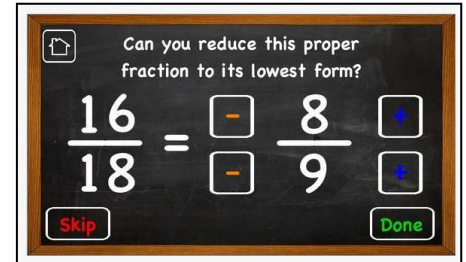 Can you reduce this proper
fraction to its lowest form?
16 = - 8 +
18 - 9 +
Skip Done